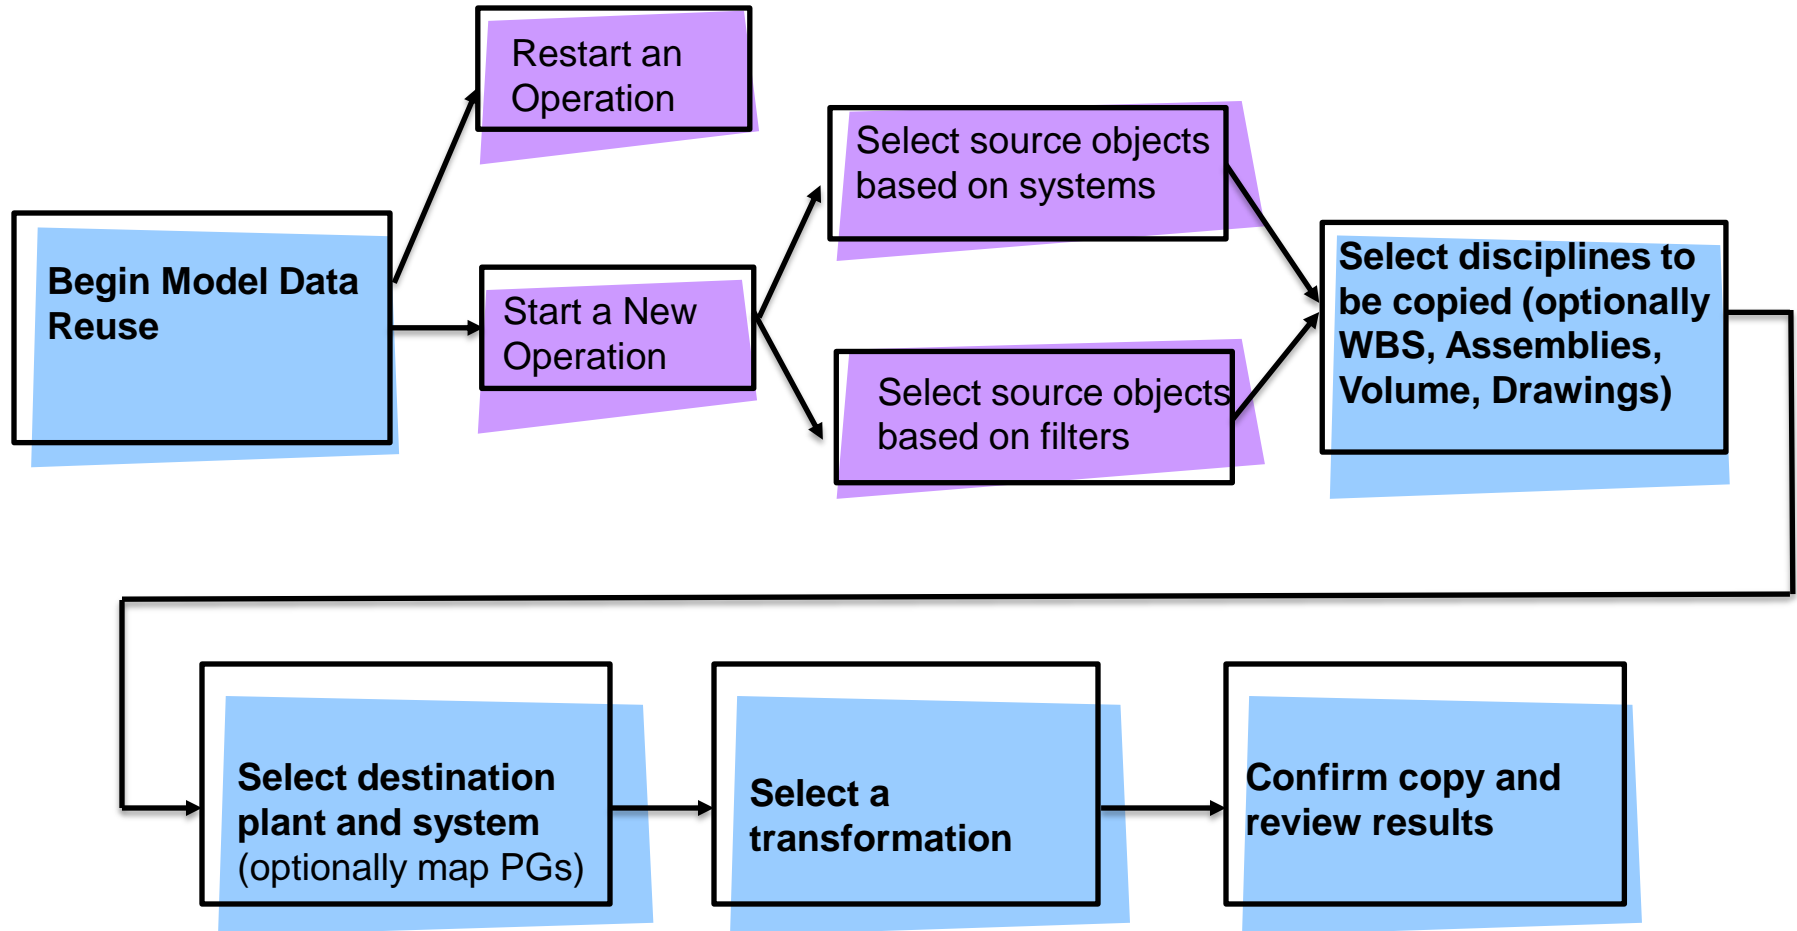 Restart an
Operation
Begin Model Data
Reuse
Start a New
Operation
Select source objects
based on systems
Select source objects
based on filters
Select disciplines to
be copied (optionally
WBS, Assemblies,
Volume, Drawings)
Select destination
plant and system
(optionally map PGs)
Select a
transformation
Confirm copy and
review results